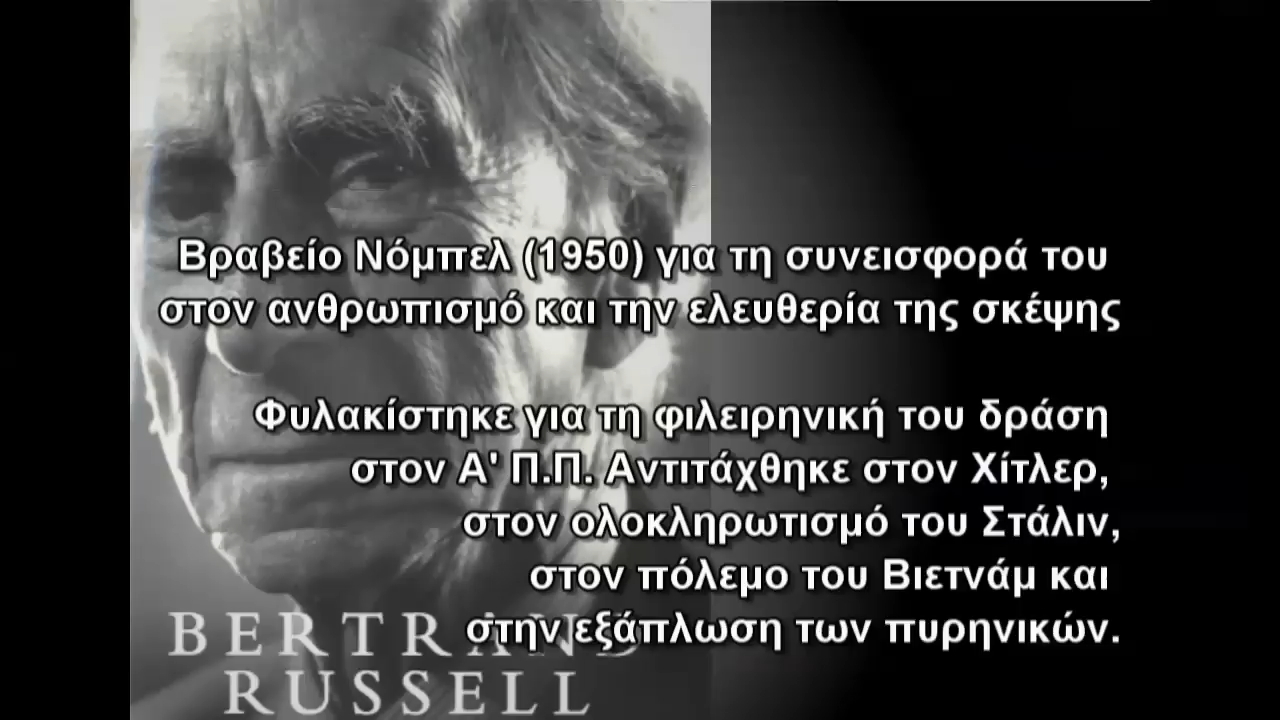 Βραβείο Νόμπελ (1950) για τη συνεισφορά του
στον ανθρωπισμό και την ελευθερία της σκέψης
Φυλακίστηκε για τη φιλειρηνική του δράση
στον Α' Π.Π. Αντιτάχθηκε στον Χίτλερ,
στον ολοκληρωτισμό του Στάλιν,
στον πόλεμο του Βιετνάμ και
στην εξάπλωση των πυρηνικών.
BERTRAND
RUSSELL